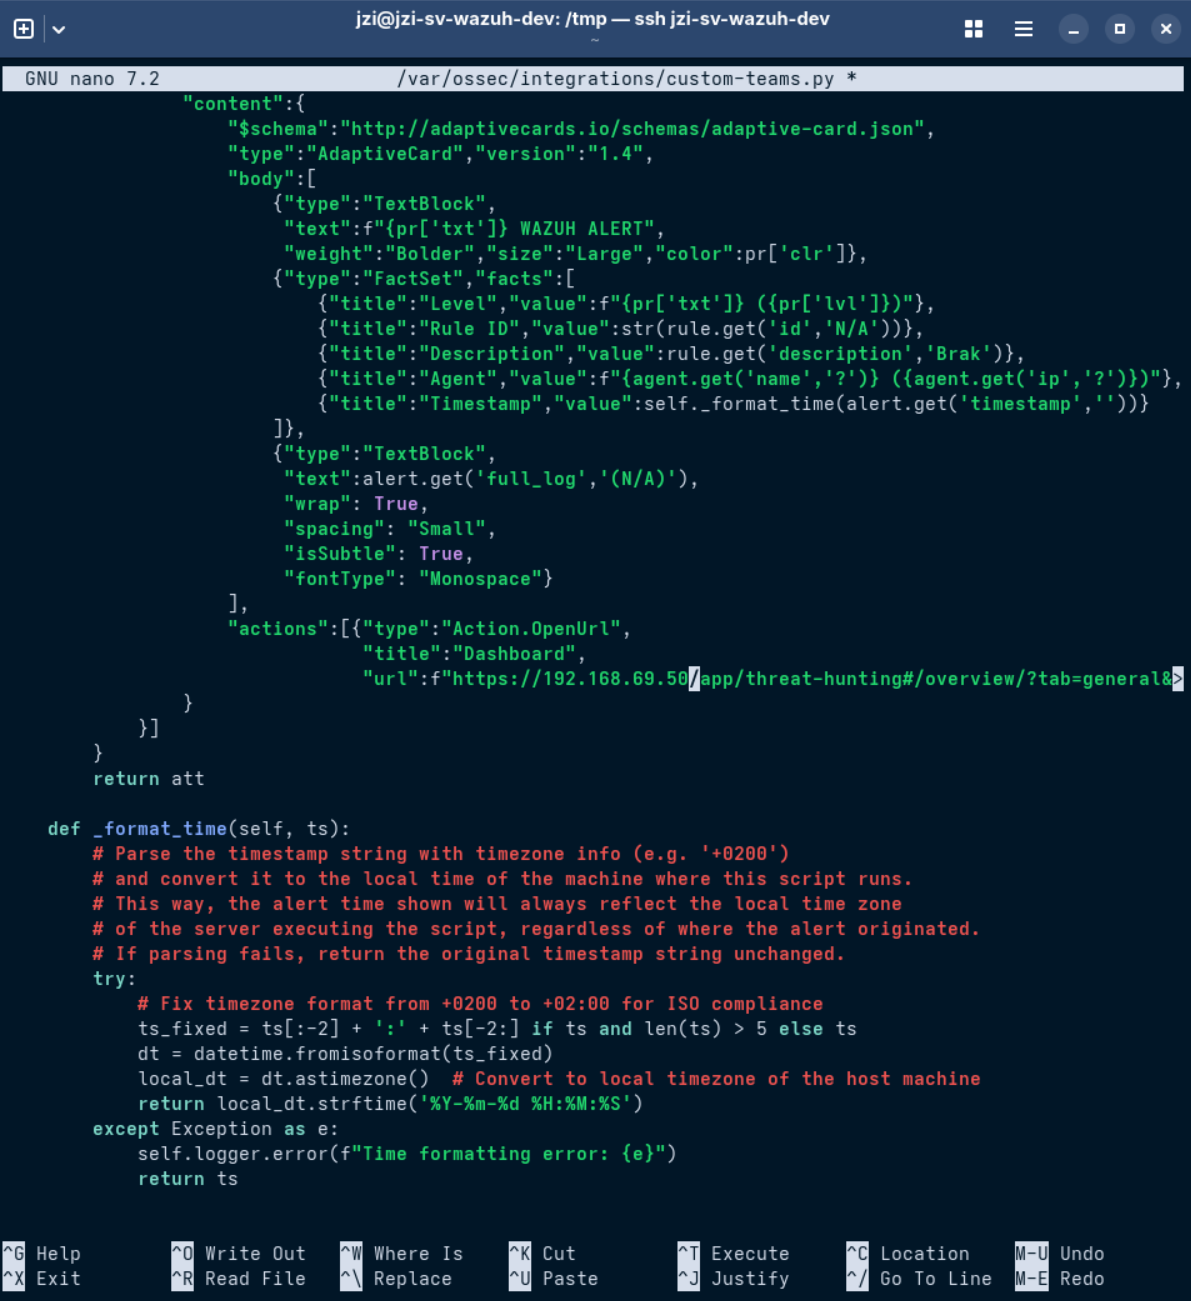 jzi@jzi-sv-wazuh-dev: /tmp — ssh jzi-sv-wazuh-dev
~
GNU nano 7.2 /var/ossec/integrations/custom-teams.py *
            "content":{
                "$schema":"http://adaptivecards.io/schemas/adaptive-card.json",
                "type":"AdaptiveCard","version":"1.4",
                "body":[
                    {"type":"TextBlock",
                     "text":f"{pr['txt']} WAZUH ALERT",
                     "weight":"Bolder","size":"Large","color":pr['clr']},
                    {"type":"FactSet","facts":[
                        {"title":"Level","value":f"{pr['txt']} ({pr['lvl']})"},
                        {"title":"Rule ID","value":str(rule.get('id','N/A'))},
                        {"title":"Description","value":rule.get('description','Brak')},
                        {"title":"Agent","value":f"{agent.get('name','?')} ({agent.get('ip','?')})"},
                        {"title":"Timestamp","value":self._format_time(alert.get('timestamp',''))}
                    ]},
                    {"type":"TextBlock",
                     "text":alert.get('full_log','(N/A)'),
                     "wrap": True,
                     "spacing": "Small",
                     "isSubtle": True,
                     "fontType": "Monospace"}
                ],
                "actions":[{"type":"Action.OpenUrl",
                            "title":"Dashboard",
                            "url":f"https://192.168.69.50/app/threat-hunting#/overview/?tab=general&>
            }
        }]
    }
    return att

def _format_time(self, ts):
    # Parse the timestamp string with timezone info (e.g. '+0200')
    # and convert it to the local time of the machine where this script runs.
    # This way, the alert time shown will always reflect the local time zone
    # of the server executing the script, regardless of where the alert originated.
    # If parsing fails, return the original timestamp string unchanged.
    try:
        # Fix timezone format from +0200 to +02:00 for ISO compliance
        ts_fixed = ts[:-2] + ':' + ts[-2:] if ts and len(ts) > 5 else ts
        dt = datetime.fromisoformat(ts_fixed)
        local_dt = dt.astimezone()  # Convert to local timezone of the host machine
        return local_dt.strftime('%Y-%m-%d %H:%M:%S')
    except Exception as e:
        self.logger.error(f"Time formatting error: {e}")
        return ts

^G Help ^O Write Out ^W Where Is ^K Cut ^T Execute ^C Location M-U Undo
^X Exit ^R Read File ^\ Replace ^U Paste ^J Justify ^/ Go To Line M-E Redo